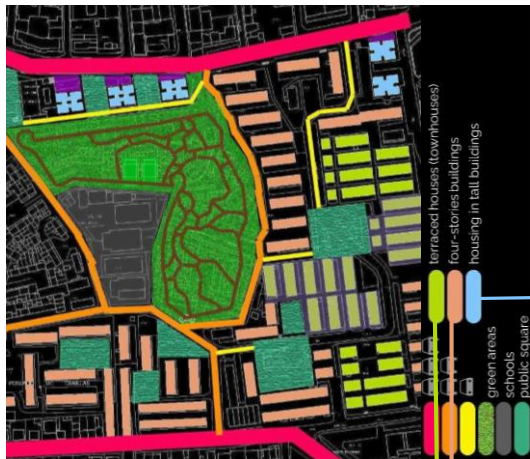 terraced houses (townhouses)
four-stories buildings
housing in tall buildings
green areas
schools
public square